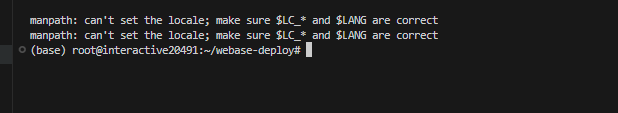 manpath: can't set the locale; make sure $LC_* and $LANG are correct
manpath: can't set the locale; make sure $LC_* and $LANG are correct
(base) root@interactive20491:~/webase-deploy#